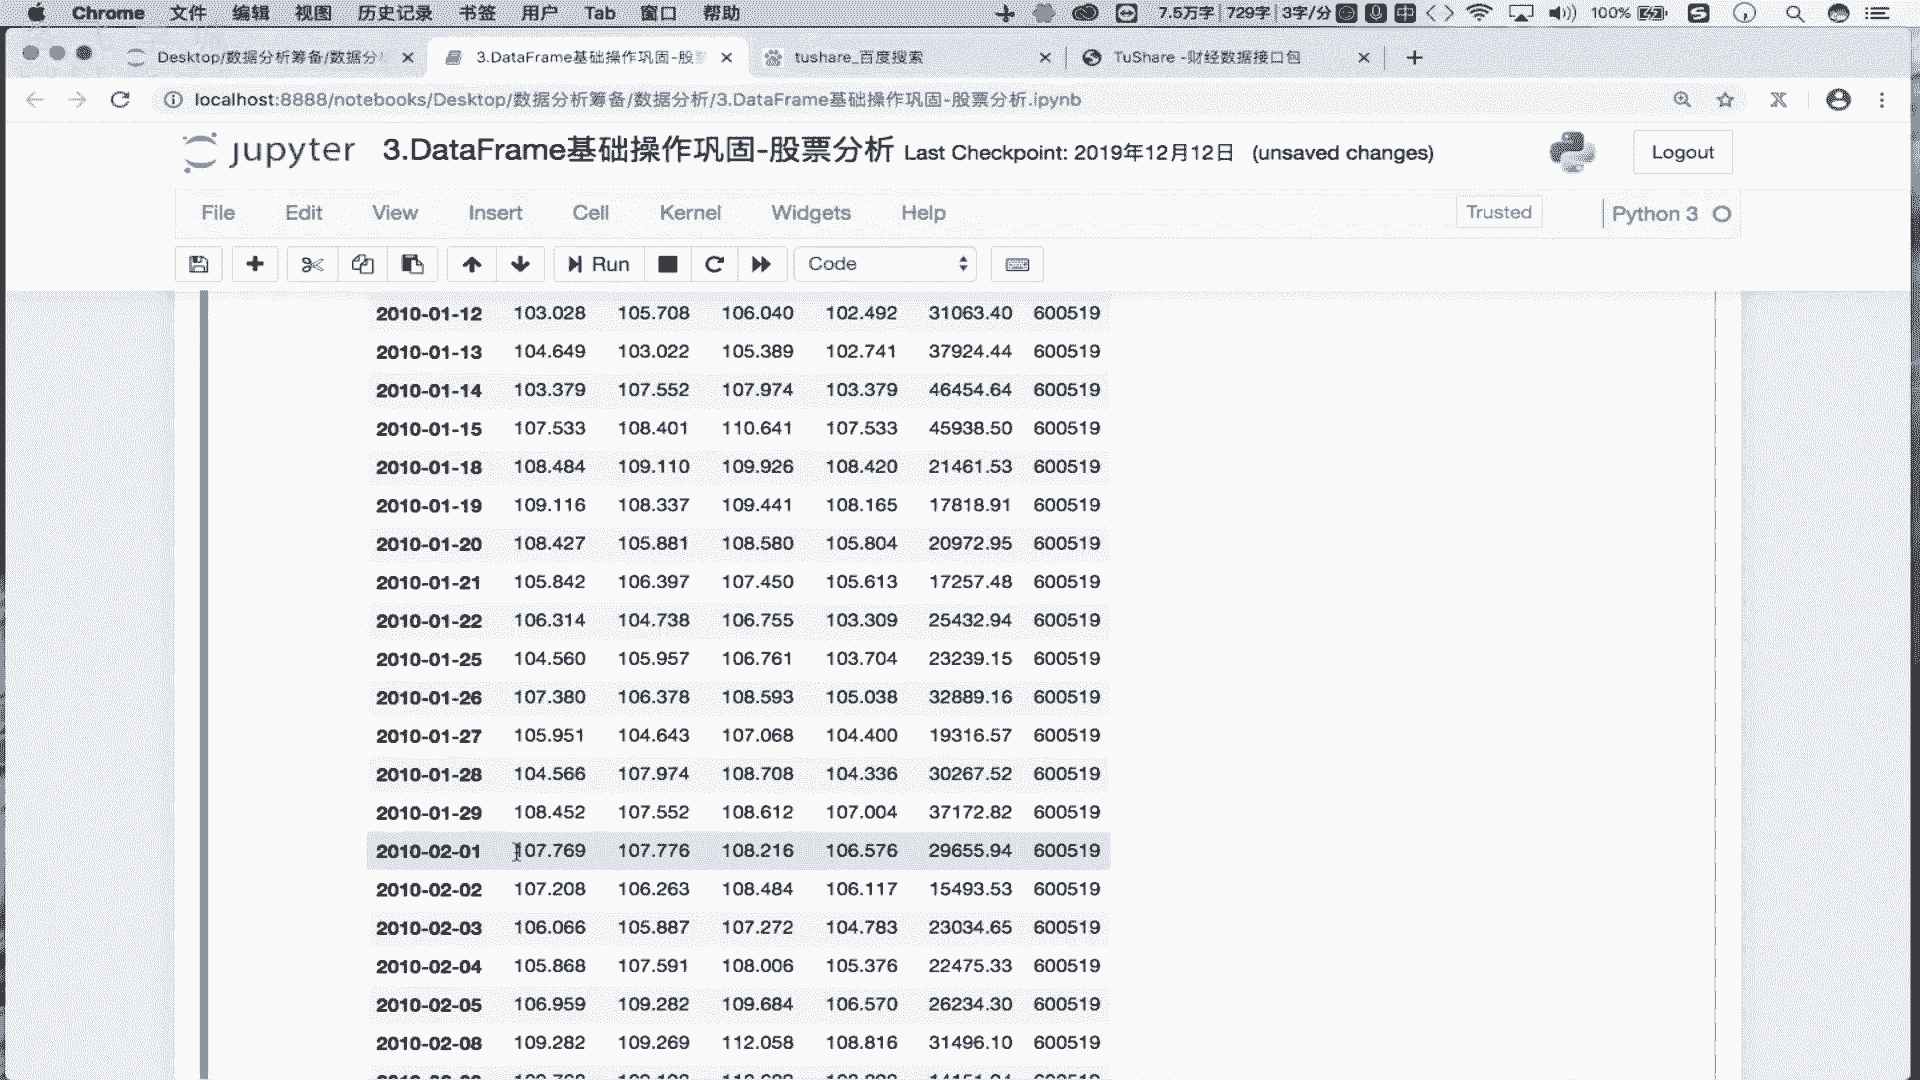 Chrome 文件 编辑 视图 历史记录 书签 用户 Tab 窗口 帮助 7.5万字 729字 3字/分 中 100%
Desktop/数据分析筹备/数据分 3.DataFrame基础操作巩固-股 tushare_百度搜索 TuShare -财经数据接口包
localhost:8888/notebooks/Desktop/数据分析筹备/数据分析/3.DataFrame基础操作巩固-股票分析.ipynb
jupyter 3.DataFrame基础操作巩固-股票分析 Last Checkpoint: 2019年12月12日 (unsaved changes) Logout
File Edit View Insert Cell Kernel Widgets Help Trusted Python 3
Run Code
2010-01-12 103.028 105.708 106.040 102.492 31063.40 600519
2010-01-13 104.649 103.022 105.389 102.741 37924.44 600519
2010-01-14 103.379 107.552 107.974 103.379 46454.64 600519
2010-01-15 107.533 108.401 110.641 107.533 45938.50 600519
2010-01-18 108.484 109.110 109.926 108.420 21461.53 600519
2010-01-19 109.116 108.337 109.441 108.165 17818.91 600519
2010-01-20 108.427 105.881 108.580 105.804 20972.95 600519
2010-01-21 105.842 106.397 107.450 105.613 17257.48 600519
2010-01-22 106.314 104.738 106.755 103.309 25432.94 600519
2010-01-25 104.560 105.957 106.761 103.704 23239.15 600519
2010-01-26 107.380 106.378 108.593 105.038 32889.16 600519
2010-01-27 105.951 104.643 107.068 104.400 19316.57 600519
2010-01-28 104.566 107.974 108.708 104.336 30267.52 600519
2010-01-29 108.452 107.552 108.612 107.004 37172.82 600519
2010-02-01 107.769 107.776 108.216 106.576 29655.94 600519
2010-02-02 107.208 106.263 108.484 106.117 15493.53 600519
2010-02-03 106.066 105.887 107.272 104.783 23034.65 600519
2010-02-04 105.868 107.591 108.006 105.376 22475.33 600519
2010-02-05 106.959 109.282 109.684 106.570 26234.30 600519
2010-02-08 109.282 109.269 112.058 108.816 31496.10 600519